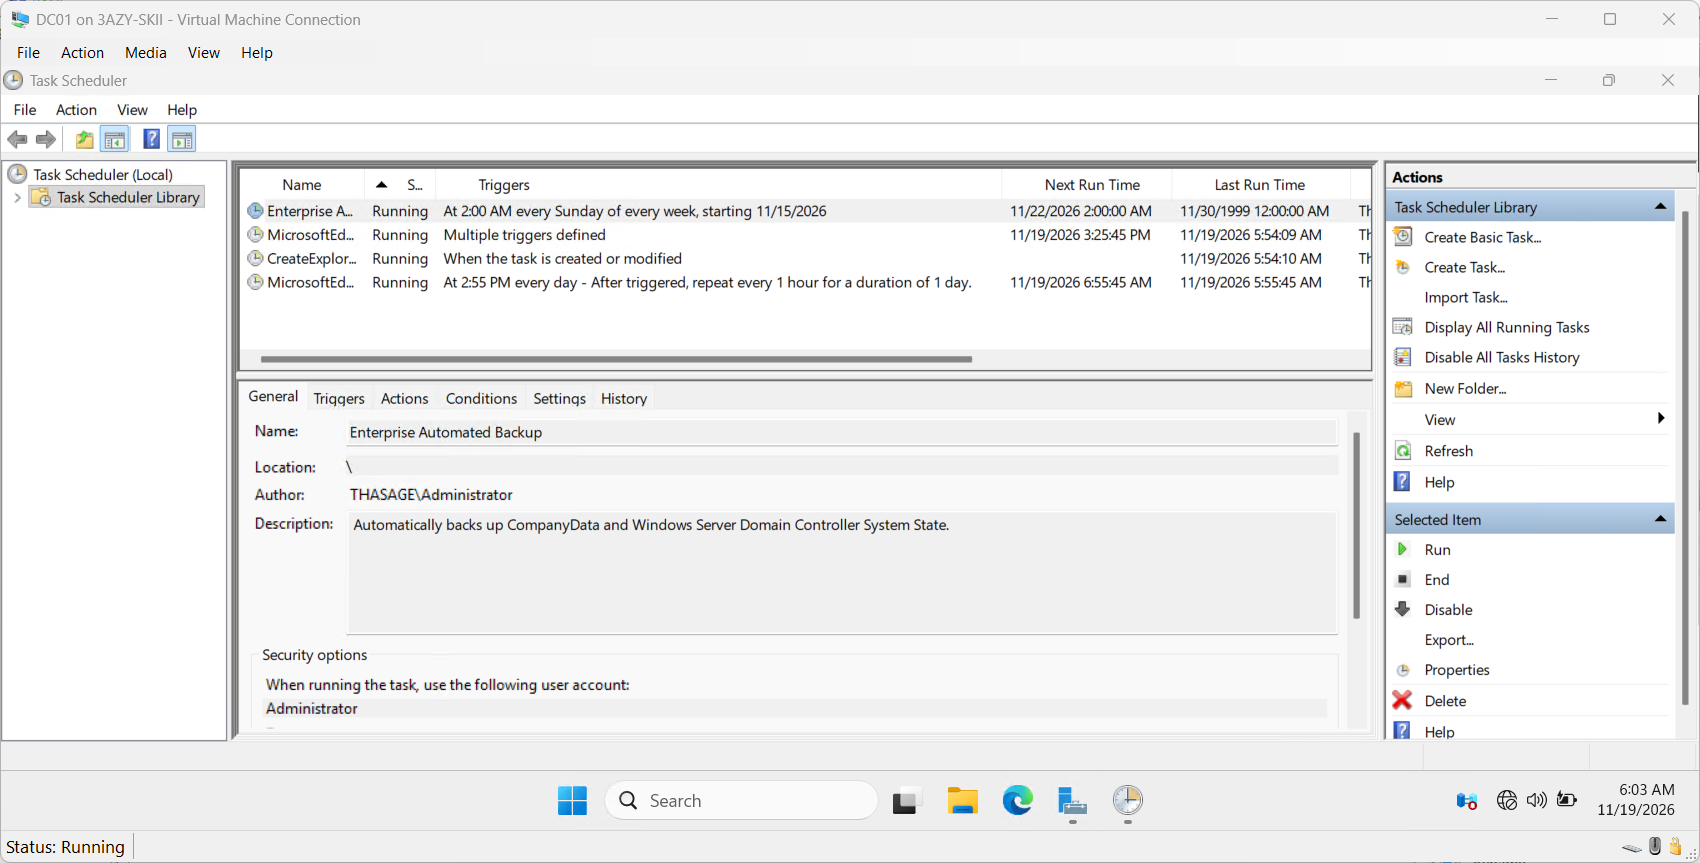 DC01 on 3AZY-SKII - Virtual Machine Connection
File Action Media View Help
Task Scheduler
File Action View Help
Task Scheduler (Local)
Task Scheduler Library
Name S... Triggers Next Run Time Last Run Time
Enterprise A... Running At 2:00 AM every Sunday of every week, starting 11/15/2026 11/22/2026 2:00:00 AM 11/30/1999 12:00:00 AM Th
MicrosoftEd... Running Multiple triggers defined 11/19/2026 3:25:45 PM 11/19/2026 5:54:09 AM Th
CreateExplor... Running When the task is created or modified 11/19/2026 5:54:10 AM Th
MicrosoftEd... Running At 2:55 PM every day - After triggered, repeat every 1 hour for a duration of 1 day. 11/19/2026 6:55:45 AM 11/19/2026 5:55:45 AM Th
General Triggers Actions Conditions Settings History
Name: Enterprise Automated Backup
Location: \
Author: THASAGE\Administrator
Description: Automatically backs up CompanyData and Windows Server Domain Controller System State.
Security options
When running the task, use the following user account:
Administrator
Actions
Task Scheduler Library
Create Basic Task...
Create Task...
Import Task...
Display All Running Tasks
Disable All Tasks History
New Folder...
View
Refresh
Help
Selected Item
Run
End
Disable
Export...
Properties
Delete
Help
Search
6:03 AM
11/19/2026
Status: Running